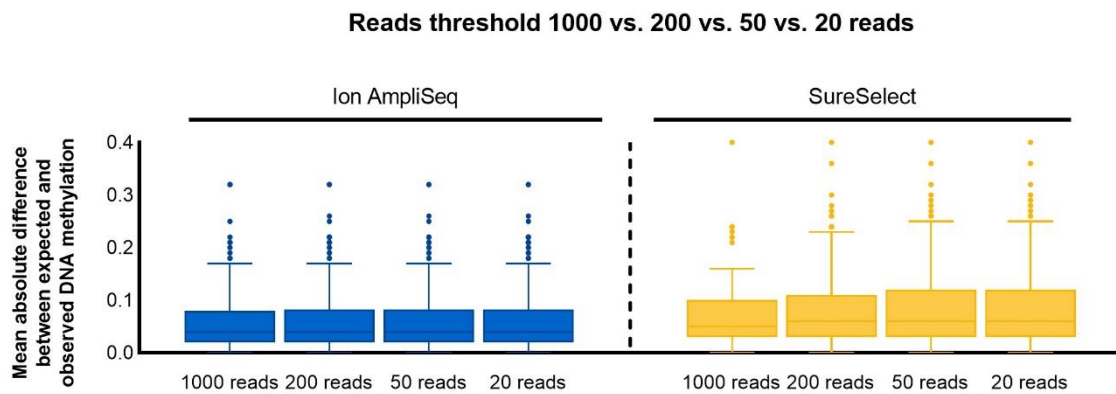 Reads threshold 1000 vs. 200 vs. 50 vs. 20 reads
Ion AmpliSeq
SureSelect
Mean absolute difference
between expected and
observed DNA methylation
0.4
0.3
0.2
0.1
0.0
1000 reads 200 reads 50 reads 20 reads
1000 reads 200 reads 50 reads 20 reads